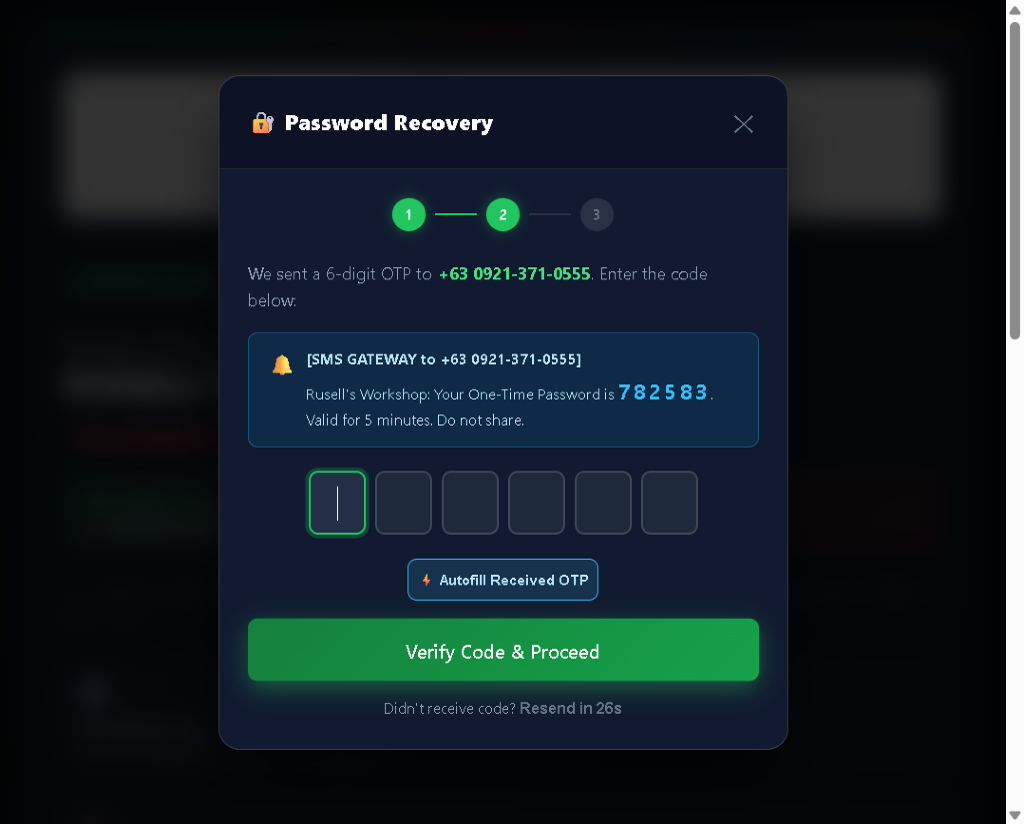 Password Recovery
1 2 3
We sent a 6-digit OTP to +63 0921-371-0555. Enter the code
below:
[SMS GATEWAY to +63 0921-371-0555]
Rusell's Workshop: Your One-Time Password is 782583.
Valid for 5 minutes. Do not share.
Autofill Received OTP
Verify Code & Proceed
Didn't receive code? Resend in 26s